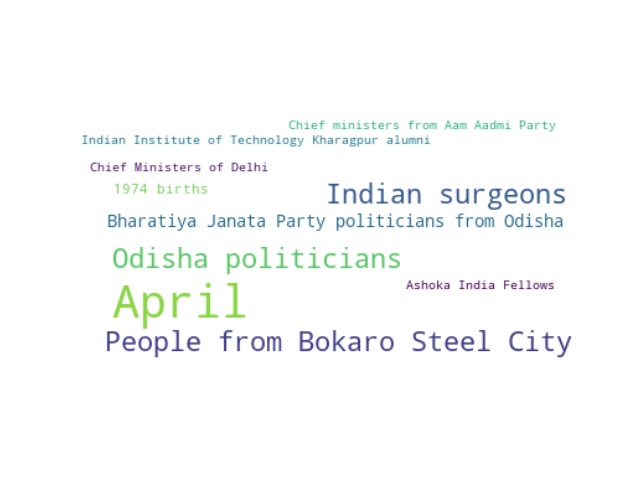 Chief ministers from Aam Aadmi Party
Indian Institute of Technology Kharagpur alumni
Chief Ministers of Delhi
1974 births
Indian surgeons
Bharatiya Janata Party politicians from Odisha
Odisha politicians
Ashoka India Fellows
April
People from Bokaro Steel City